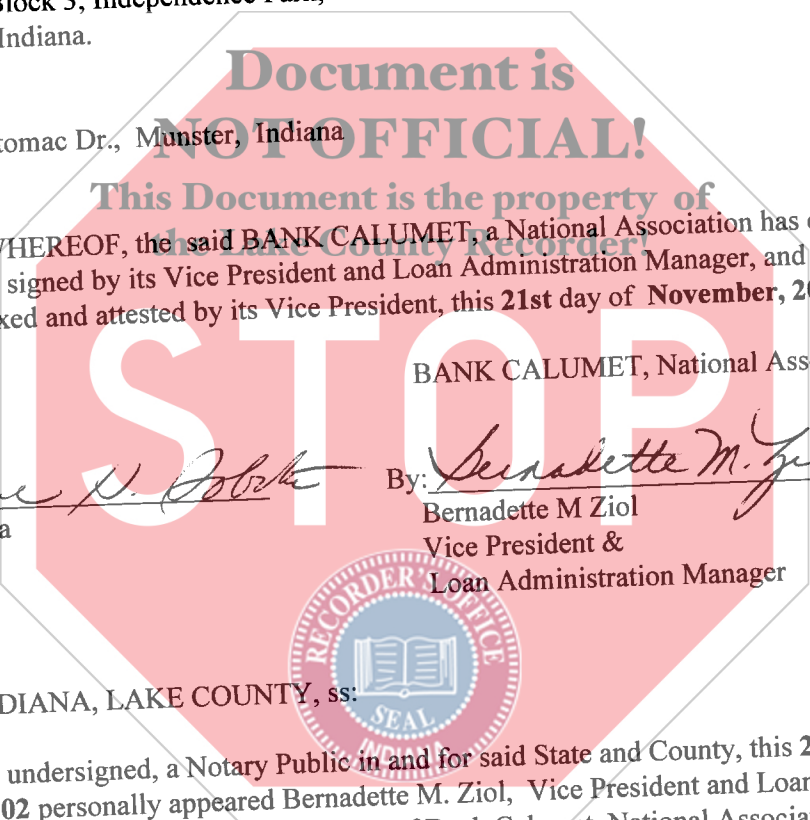 Block 3, Independence Park,
Indiana.
Document is
NOT OFFICIAL!
tomac Dr., Munster, Indiana
This Document is the property of
the Lake County Recorder!
WHEREOF, the said BANK CALUMET, a National Association has
signed by its Vice President and Loan Administration Manager, and
xed and attested by its Vice President, this 21st day of November, 20
STOP
BANK CALUMET, National Ass
By: Bernadette M. Zi
Bernadette M Ziol
a
Vice President &
Loan Administration Manager
RECORDER'S OFFICE
SEAL
INDIANA
DIANA, LAKE COUNTY, ss:
undersigned, a Notary Public in and for said State and County, this 2
02 personally appeared Bernadette M. Ziol, Vice President and Loan